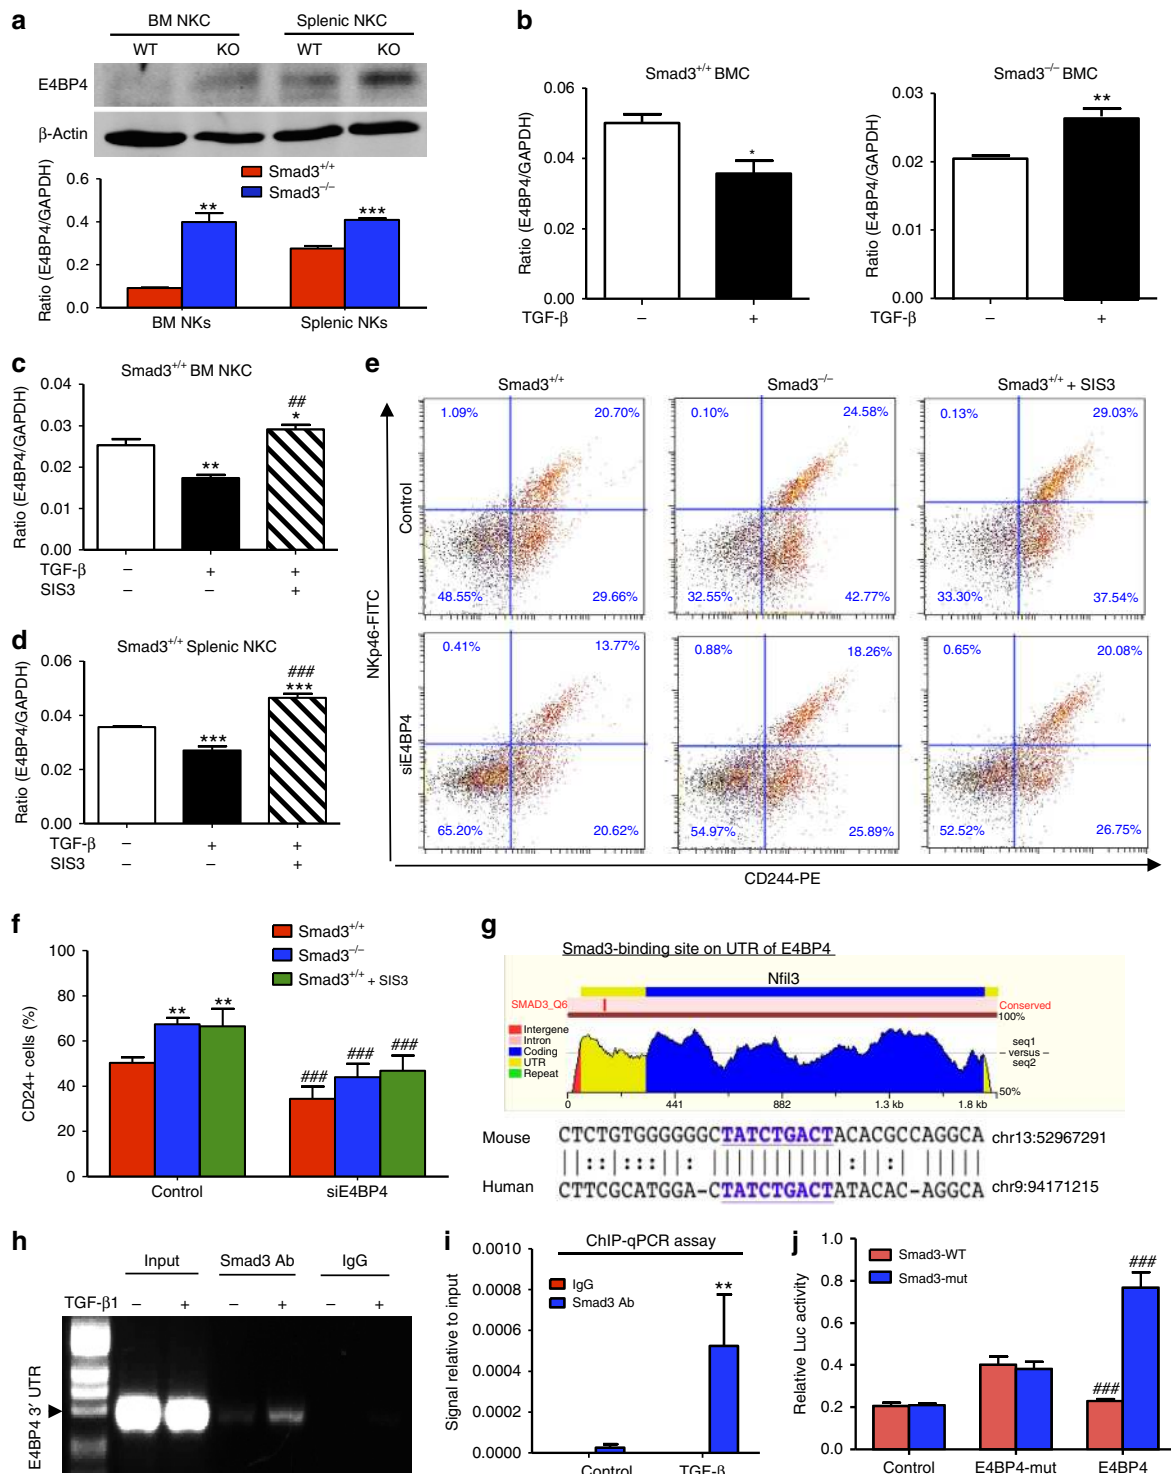 a
BM NKC
Splenic NKC
WT
KO
WT
KO
E4BP4
β-Actin
Smad3+/+
Smad3−/−
Ratio (E4BP4/GAPDH)
0.6
0.4
0.2
0.0
**
***
BM NKs
Splenic NKs
b
Smad3+/+ BMC
Ratio (E4BP4/GAPDH)
0.06
0.04
0.02
0.00
*
TGF-β
−
+
Smad3−/− BMC
Ratio (E4BP4/GAPDH)
0.03
0.02
0.01
0.00
**
TGF-β
−
+
c
Smad3+/+ BM NKC
Ratio (E4BP4/GAPDH)
0.04
0.03
0.02
0.01
0.00
**
##
*
TGF-β − + +
SIS3 − − +
d
Smad3+/+ Splenic NKC
Ratio (E4BP4/GAPDH)
0.06
0.04
0.02
0.00
***
###
***
TGF-β − + +
SIS3 − − +
e
Smad3+/+
Smad3−/−
Smad3+/+ + SIS3
Control
1.09% 20.70%
48.55% 29.66%
0.10% 24.58%
32.55% 42.77%
0.13% 29.03%
33.30% 37.54%
siE4BP4
0.41% 13.77%
65.20% 20.62%
0.88% 18.26%
54.97% 25.89%
0.65% 20.08%
52.52% 26.75%
NKp46-FITC
CD244-PE
f
Smad3+/+
Smad3−/−
Smad3+/+ + SIS3
CD24+ cells (%)
100
80
60
40
20
0
**
**
###
###
###
Control
siE4BP4
g
Smad3-binding site on UTR of E4BP4
Nfil3
SMAD3_Q6
Conserved
100%
Intergene
Intron
Coding
UTR
Repeat
seq1
− versus −
seq2
50%
0 441 882 1.3 kb 1.8 kb
Mouse CTCTGTGGGGGGCTATCTGACTACACGCCAGGCA chr13:52967291
Human CTTCGCATGGA-CTATCTGACTATACAC-AGGCA chr9:94171215
h
Input
Smad3 Ab
IgG
TGF-β1 − + − + − +
E4BP4 3′ UTR
i
ChIP-qPCR assay
IgG
Smad3 Ab
Signal relative to input
0.0010
0.0008
0.0006
0.0004
0.0002
0.0000
**
Control
TGF-β
j
Smad3-WT
Smad3-mut
Relative Luc activity
1.0
0.8
0.6
0.4
0.2
0.0
###
###
Control
E4BP4-mut
E4BP4